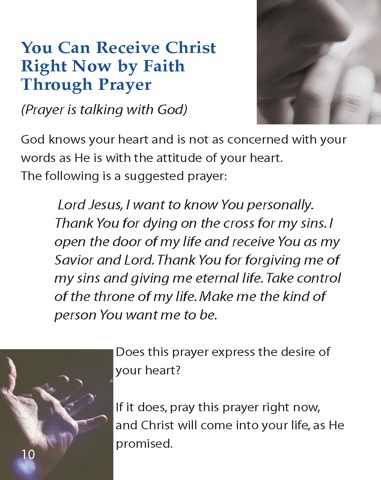 You Can Receive Christ
Right Now by Faith
Through Prayer
(Prayer is talking with God)
God knows your heart and is not as concerned with your
words as He is with the attitude of your heart.
The following is a suggested prayer:
Lord Jesus, I want to know You personally.
Thank You for dying on the cross for my sins. I
open the door of my life and receive You as my
Savior and Lord. Thank You for forgiving me of
my sins and giving me eternal life. Take control
of the throne of my life. Make me the kind of
person You want me to be.
Does this prayer express the desire of
your heart?
If it does, pray this prayer right now,
and Christ will come into your life, as He
promised.
10